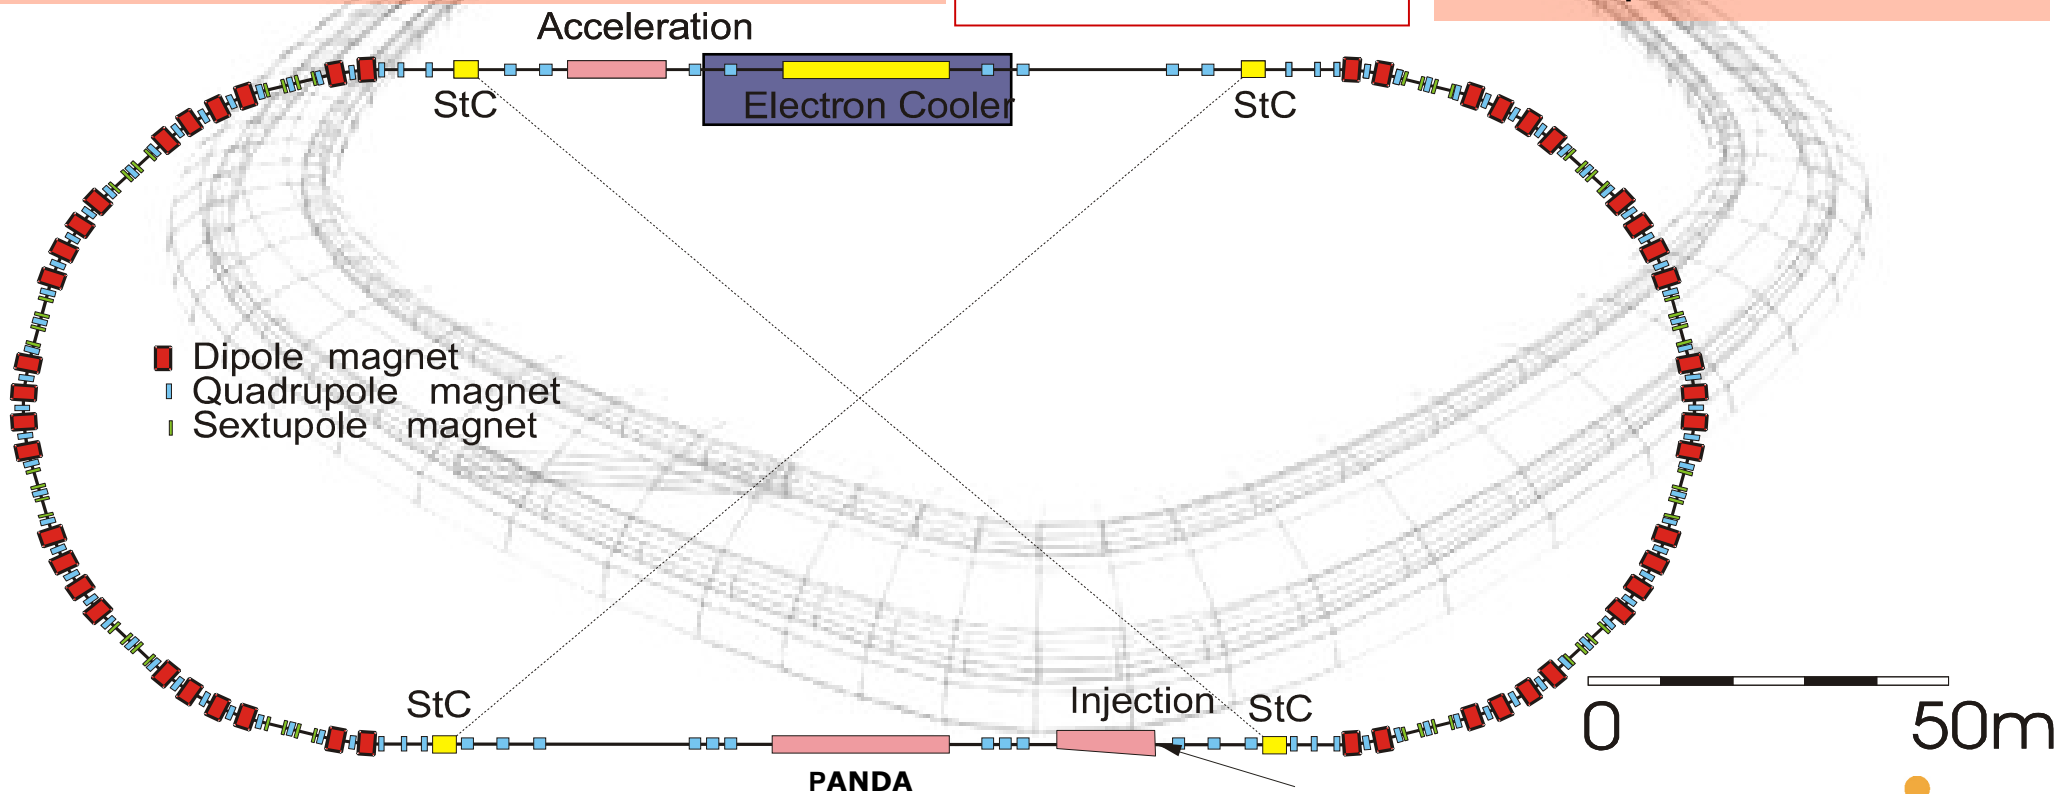 Acceleration
StC
Electron Cooler
StC
Dipole magnet
Quadrupole magnet
Sextupole magnet
StC
Injection
StC
0
50m
PANDA